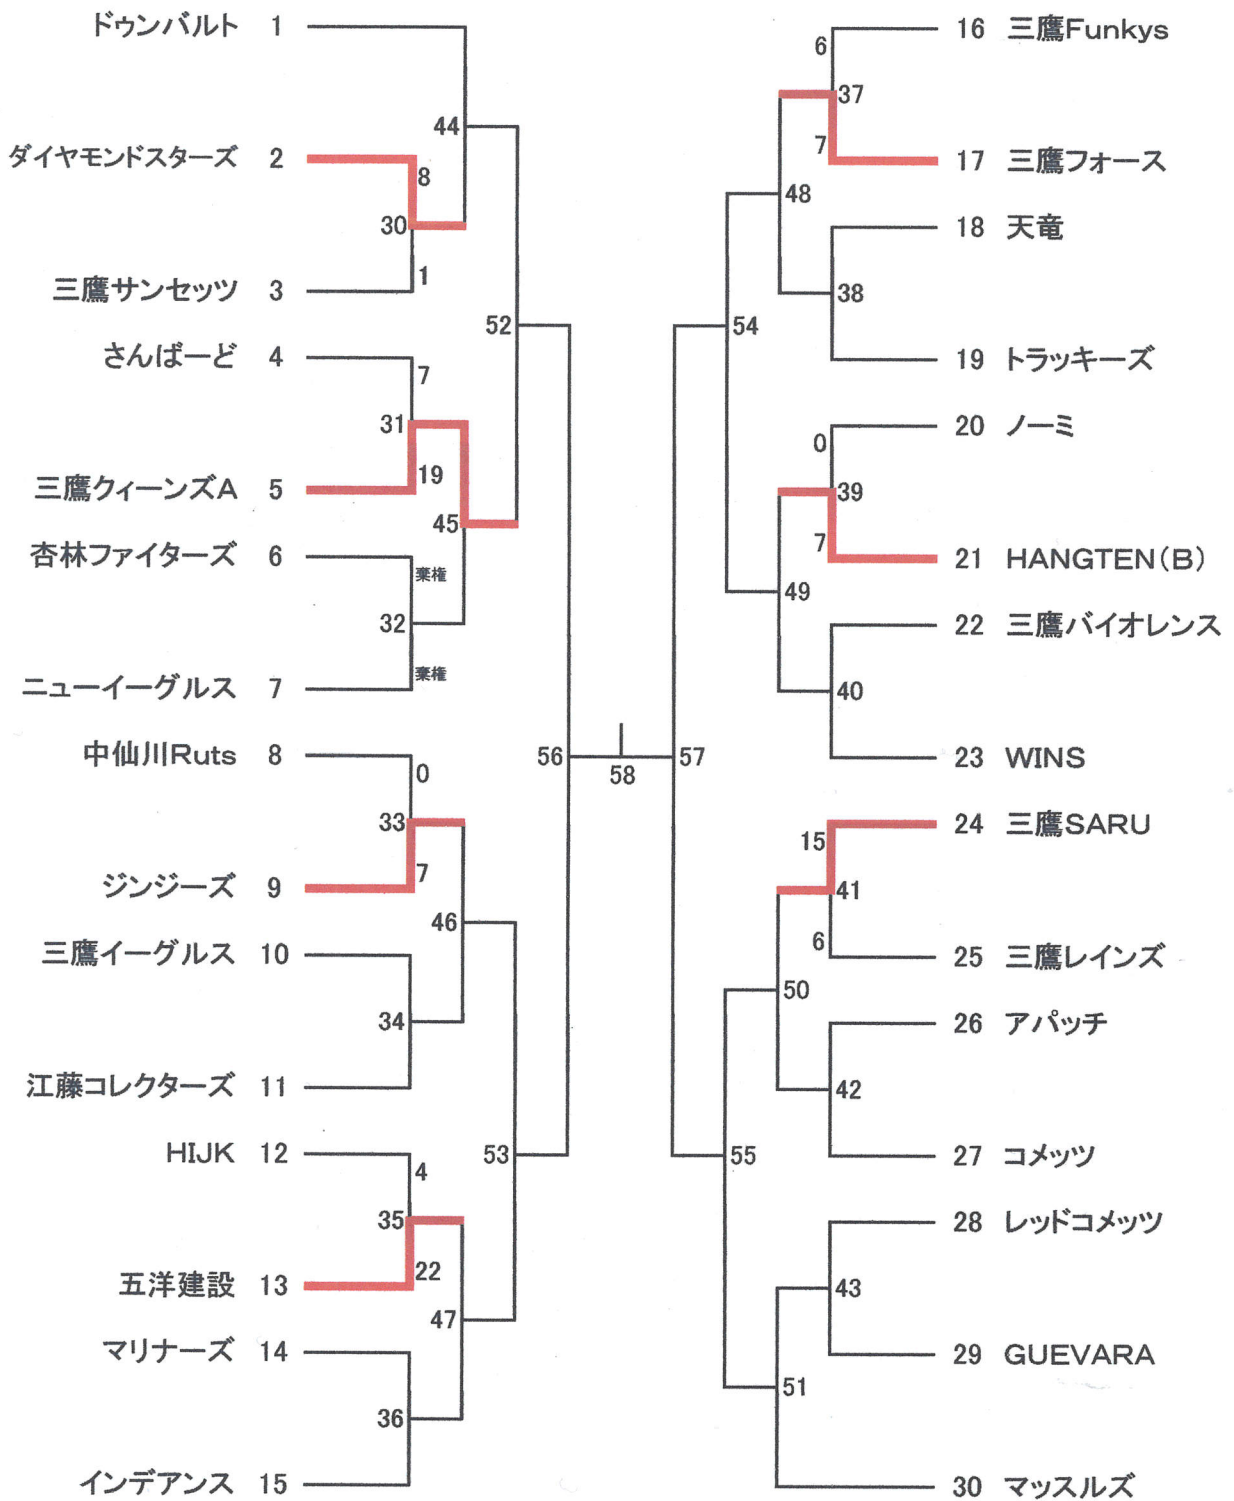 ドゥンバルト 1
44
ダイヤモンドスターズ 2
8
30
1
三鷹サンセッツ 3
52
さんばーど 4
7
31
19
三鷹クィーンズA 5
45
杏林ファイターズ 6
棄権
32
棄権
ニューイーグルス 7
中仙川Ruts 8
0
33
7
ジンジーズ 9
46
三鷹イーグルス 10
34
江藤コレクターズ 11
HIJK 12
53
4
35
22
五洋建設 13
47
マリナーズ 14
36
インデアンス 15
56
58
57
16 三鷹Funkys
6
37
7
17 三鷹フォース
48
18 天竜
38
54
19 トラッキーズ
20 ノーミ
0
39
7
21 HANGTEN(B)
49
22 三鷹バイオレンス
40
23 WINS
24 三鷹SARU
15
41
6
25 三鷹レインズ
50
26 アパッチ
42
55
27 コメッツ
28 レッドコメッツ
43
29 GUEVARA
51
30 マッスルズ